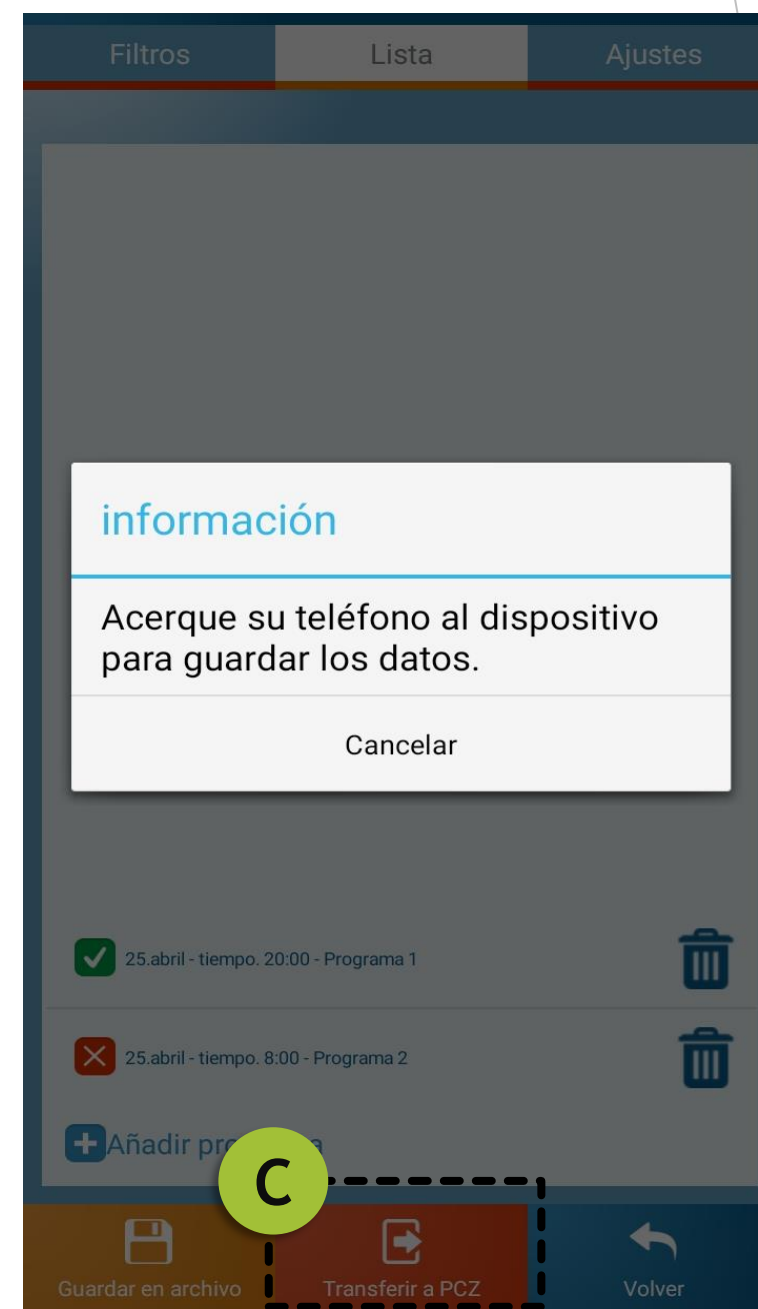 Filtros Lista Ajustes
información
Acerque su teléfono al dispositivo
para guardar los datos.
Cancelar
25.abril - tiempo. 20:00 - Programa 1
25.abril - tiempo. 8:00 - Programa 2
Añadir
C
Guardar en archivo Transferir a PCZ Volver